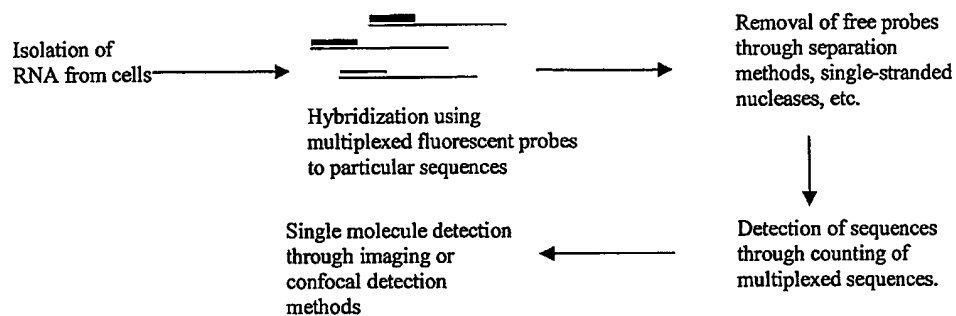 Isolation of
RNA from cells
Hybridization using
multiplexed fluorescent probes
to particular sequences
Removal of free probes
through separation
methods, single-stranded
nucleases, etc.
Detection of sequences
through counting of
multiplexed sequences.
Single molecule detection
through imaging or
confocal detection
methods